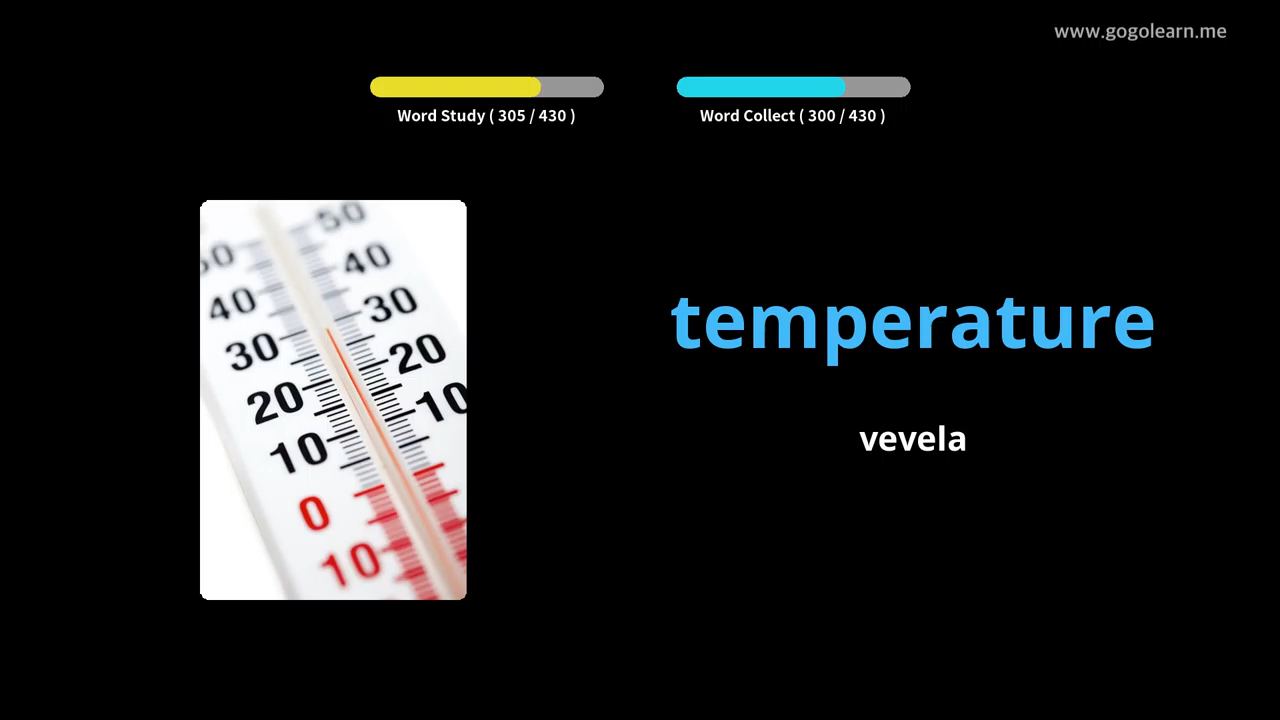 www.gogolearn.me
Word Study ( 305 / 430 )
Word Collect ( 300 / 430 )
50
40
40
30
30
20
20
10
10
0
10
temperature
vevela